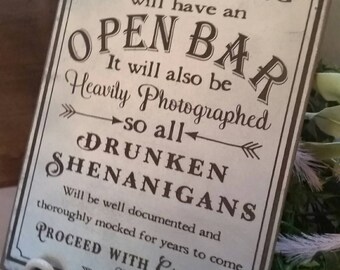 will have an
OPEN BAR
It will also be
Heavily Photographed
so all
DRUNKEN
SHENANIGANS
Will be well documented and
thoroughly mocked for years to come
PROCEED WITH